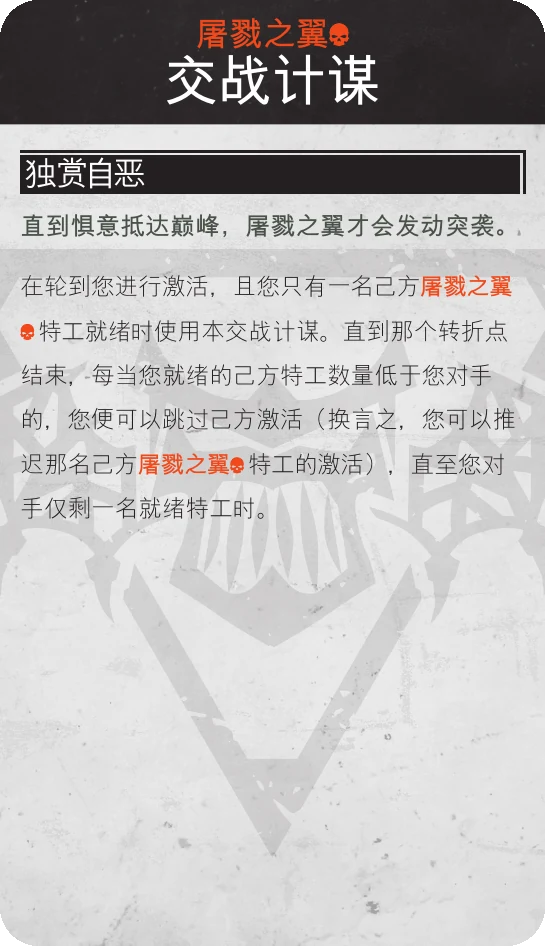 屠戮之翼
交战计谋
独赏自恶
直到惧意抵达巅峰，屠戮之翼才会发动突袭。
在轮到您进行激活，且您只有一名己方屠戮之翼
特工就绪时使用本交战计谋。直到那个转折点
结束，每当您就绪的己方特工数量低于您对手
的，您便可以跳过己方激活（换言之，您可以推
迟那名己方屠戮之翼特工的激活），直至您对
手仅剩一名就绪特工时。